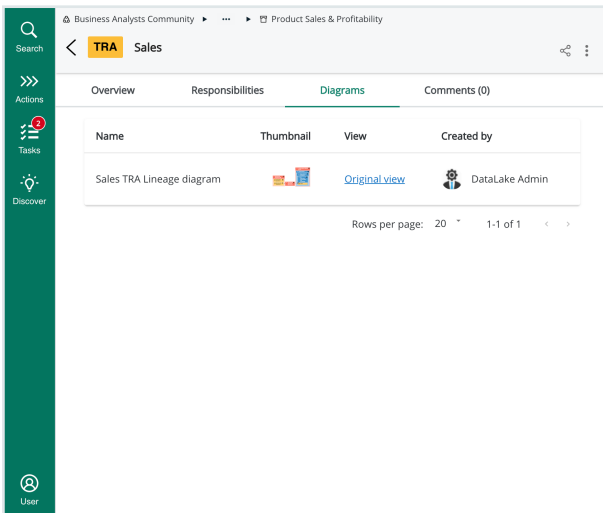 Business Analysts Community ▶ ··· ▶ Product Sales & Profitability
Search
TRA Sales
Actions
Overview Responsibilities Diagrams Comments (0)
2
Tasks
Name Thumbnail View Created by
Discover
Sales TRA Lineage diagram Original view DataLake Admin
Rows per page: 20 1-1 of 1
User